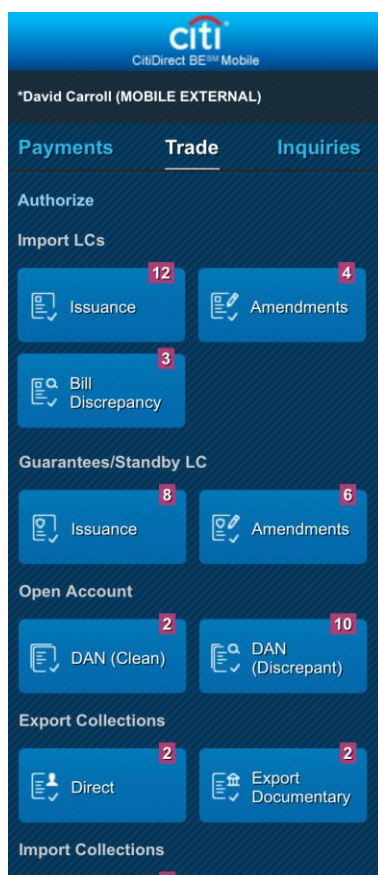 citi
CitiDirect BE℠ Mobile
*David Carroll (MOBILE EXTERNAL)
Payments Trade Inquiries
Authorize
Import LCs
12 4
Issuance Amendments
3
Bill
Discrepancy
Guarantees/Standby LC
8 6
Issuance Amendments
Open Account
2 10
DAN (Clean) DAN
(Discrepant)
Export Collections
2 2
Direct Export
Documentary
Import Collections